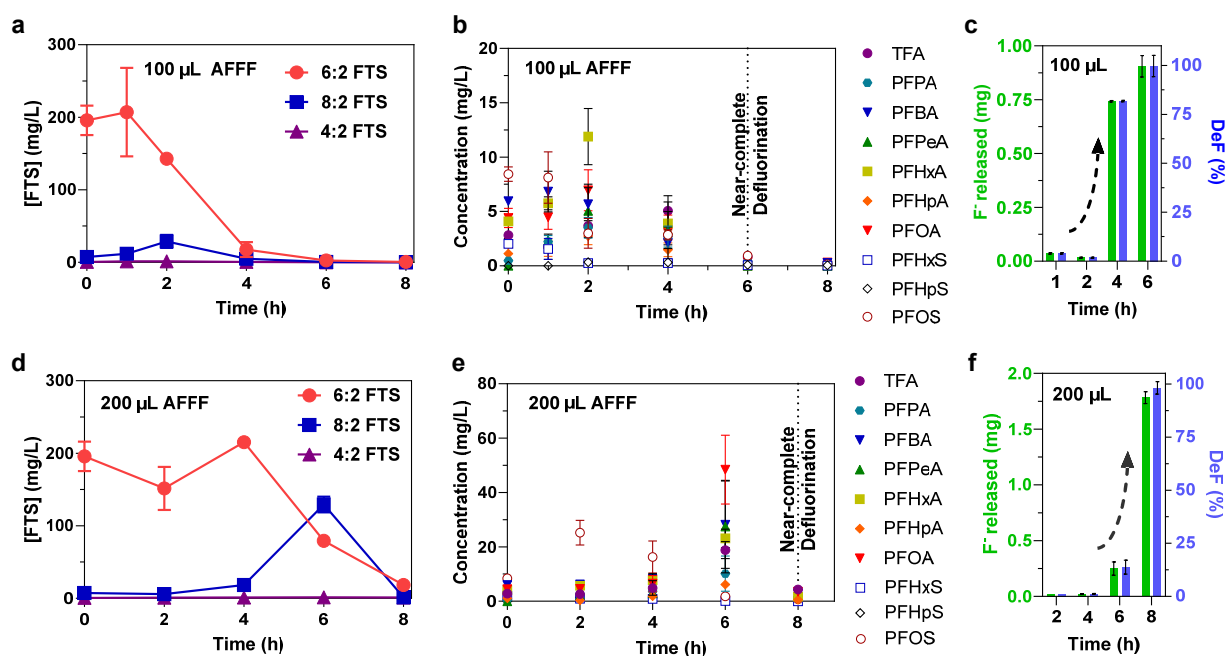 a
300
200
100
0
[FTS] (mg/L)
100 µL AFFF
6:2 FTS
8:2 FTS
4:2 FTS
0 2 4 6 8
Time (h)
b
20
15
10
5
0
Concentration (mg/L)
100 µL AFFF
Near-complete
Defluorination
0 2 4 6 8
Time (h)
TFA
PFPA
PFBA
PFPeA
PFHxA
PFHpA
PFOA
PFHxS
PFHpS
PFOS
c
1.00
0.75
0.50
0.25
0.00
F⁻ released (mg)
100 µL
100
75
50
25
0
DeF (%)
1 2 4 6
Time (h)
d
300
200
100
0
[FTS] (mg/L)
200 µL AFFF
6:2 FTS
8:2 FTS
4:2 FTS
0 2 4 6 8
Time (h)
e
80
60
40
20
0
Concentration (mg/L)
200 µL AFFF
Near-complete
Defluorination
0 2 4 6 8
Time (h)
TFA
PFPA
PFBA
PFPeA
PFHxA
PFHpA
PFOA
PFHxS
PFHpS
PFOS
f
2.0
1.5
1.0
0.5
0.0
F⁻ released (mg)
200 µL
100
75
50
25
0
DeF (%)
2 4 6 8
Time (h)